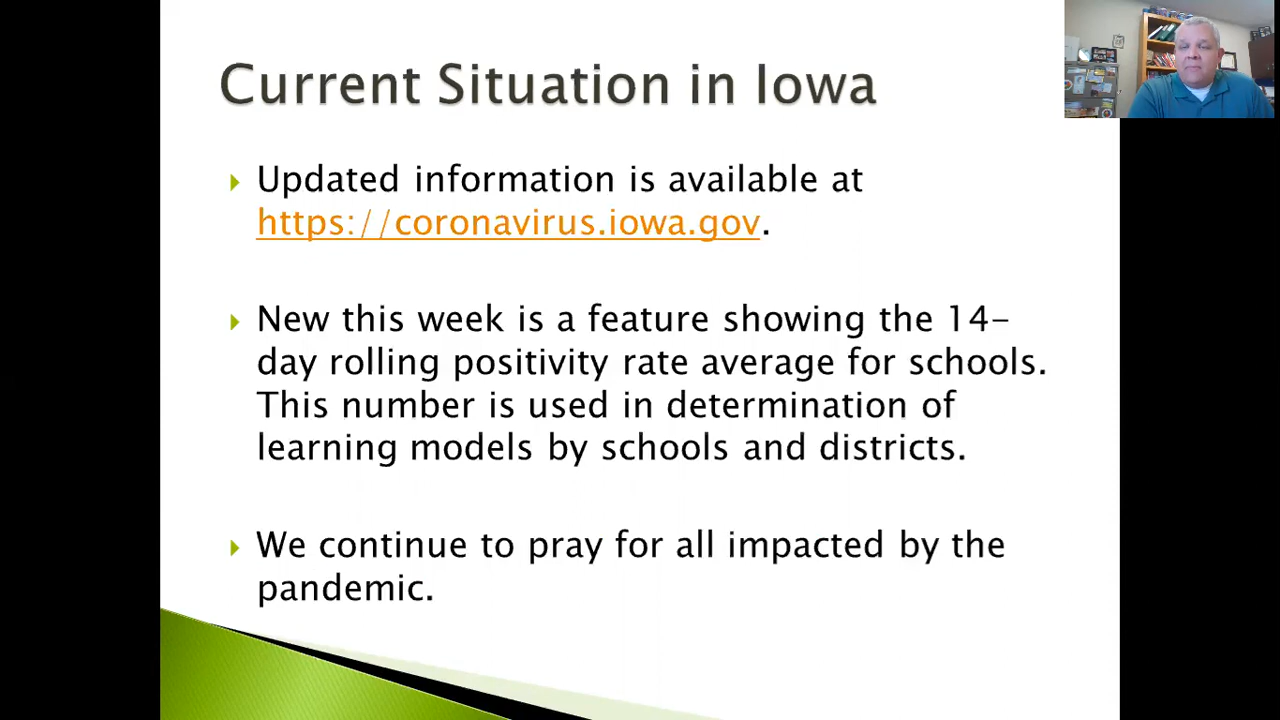 Current Situation in Iowa
Updated information is available at
https://coronavirus.iowa.gov.
New this week is a feature showing the 14-
day rolling positivity rate average for schools.
This number is used in determination of
learning models by schools and districts.
We continue to pray for all impacted by the
pandemic.